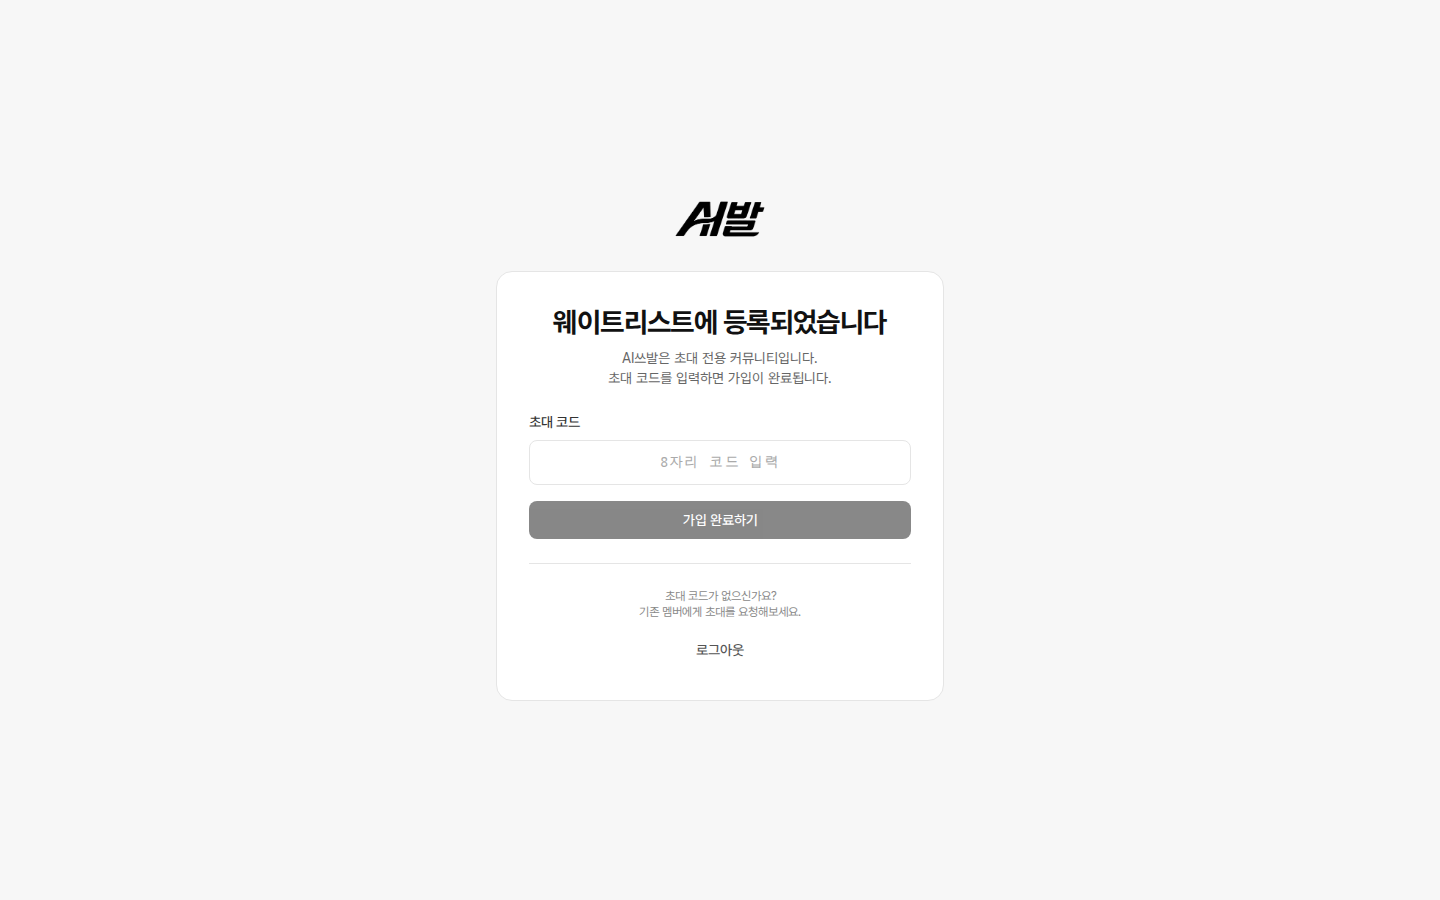 AI발
웨이트리스트에 등록되었습니다
AI쓰발은 초대 전용 커뮤니티입니다.
초대 코드를 입력하면 가입이 완료됩니다.
초대 코드
8자리 코드 입력
가입 완료하기
초대 코드가 없으신가요?
기존 멤버에게 초대를 요청해보세요.
로그아웃